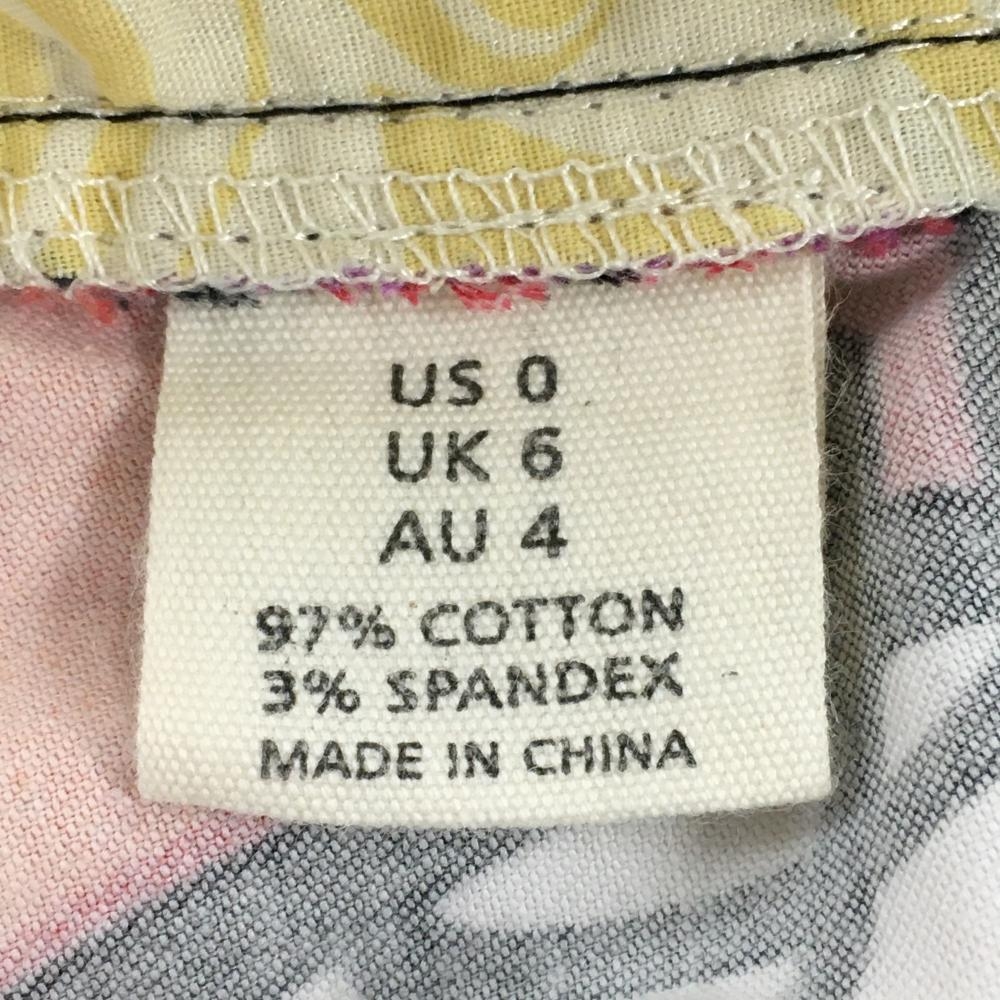 US 0
UK 6
AU 4
97% COTTON
3% SPANDEX
MADE IN CHINA